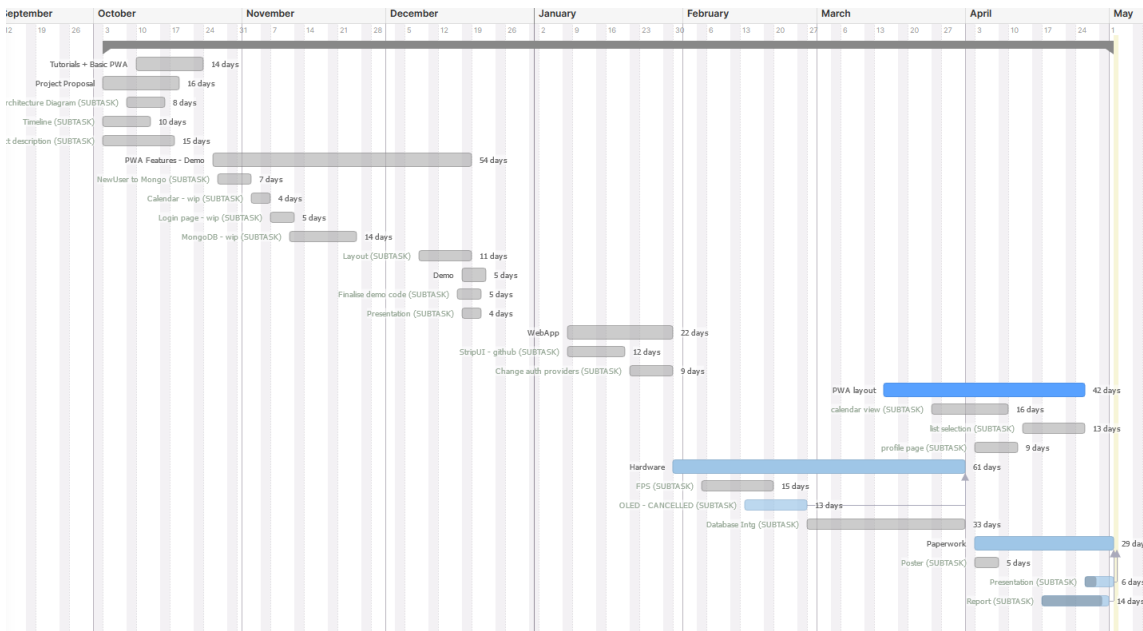 September October November December January February March April May
12 19 26 3 10 17 24 31 7 14 21 28 5 12 19 26 2 9 16 23 30 6 13 20 27 6 13 20 27 3 10 17 24 1
Tutorials + Basic PWA 14 days
Project Proposal 16 days
rchitecture Diagram (SUBTASK) 8 days
Timeline (SUBTASK) 10 days
ct description (SUBTASK) 15 days
PWA Features - Demo 54 days
NewUser to Mongo (SUBTASK) 7 days
Calendar - wip (SUBTASK) 4 days
Login page - wip (SUBTASK) 5 days
MongoDB - wip (SUBTASK) 14 days
Layout (SUBTASK) 11 days
Demo 5 days
Finalise demo code (SUBTASK) 5 days
Presentation (SUBTASK) 4 days
WebApp 22 days
StripUI - github (SUBTASK) 12 days
Change auth providers (SUBTASK) 9 days
PWA layout 42 days
calendar view (SUBTASK) 16 days
list selection (SUBTASK) 13 days
profile page (SUBTASK) 9 days
Hardware 61 days
FPS (SUBTASK) 15 days
OLED - CANCELLED (SUBTASK) 13 days
Database Intg (SUBTASK) 33 days
Paperwork 29 day
Poster (SUBTASK) 5 days
Presentation (SUBTASK) 6 days
Report (SUBTASK) 14 days